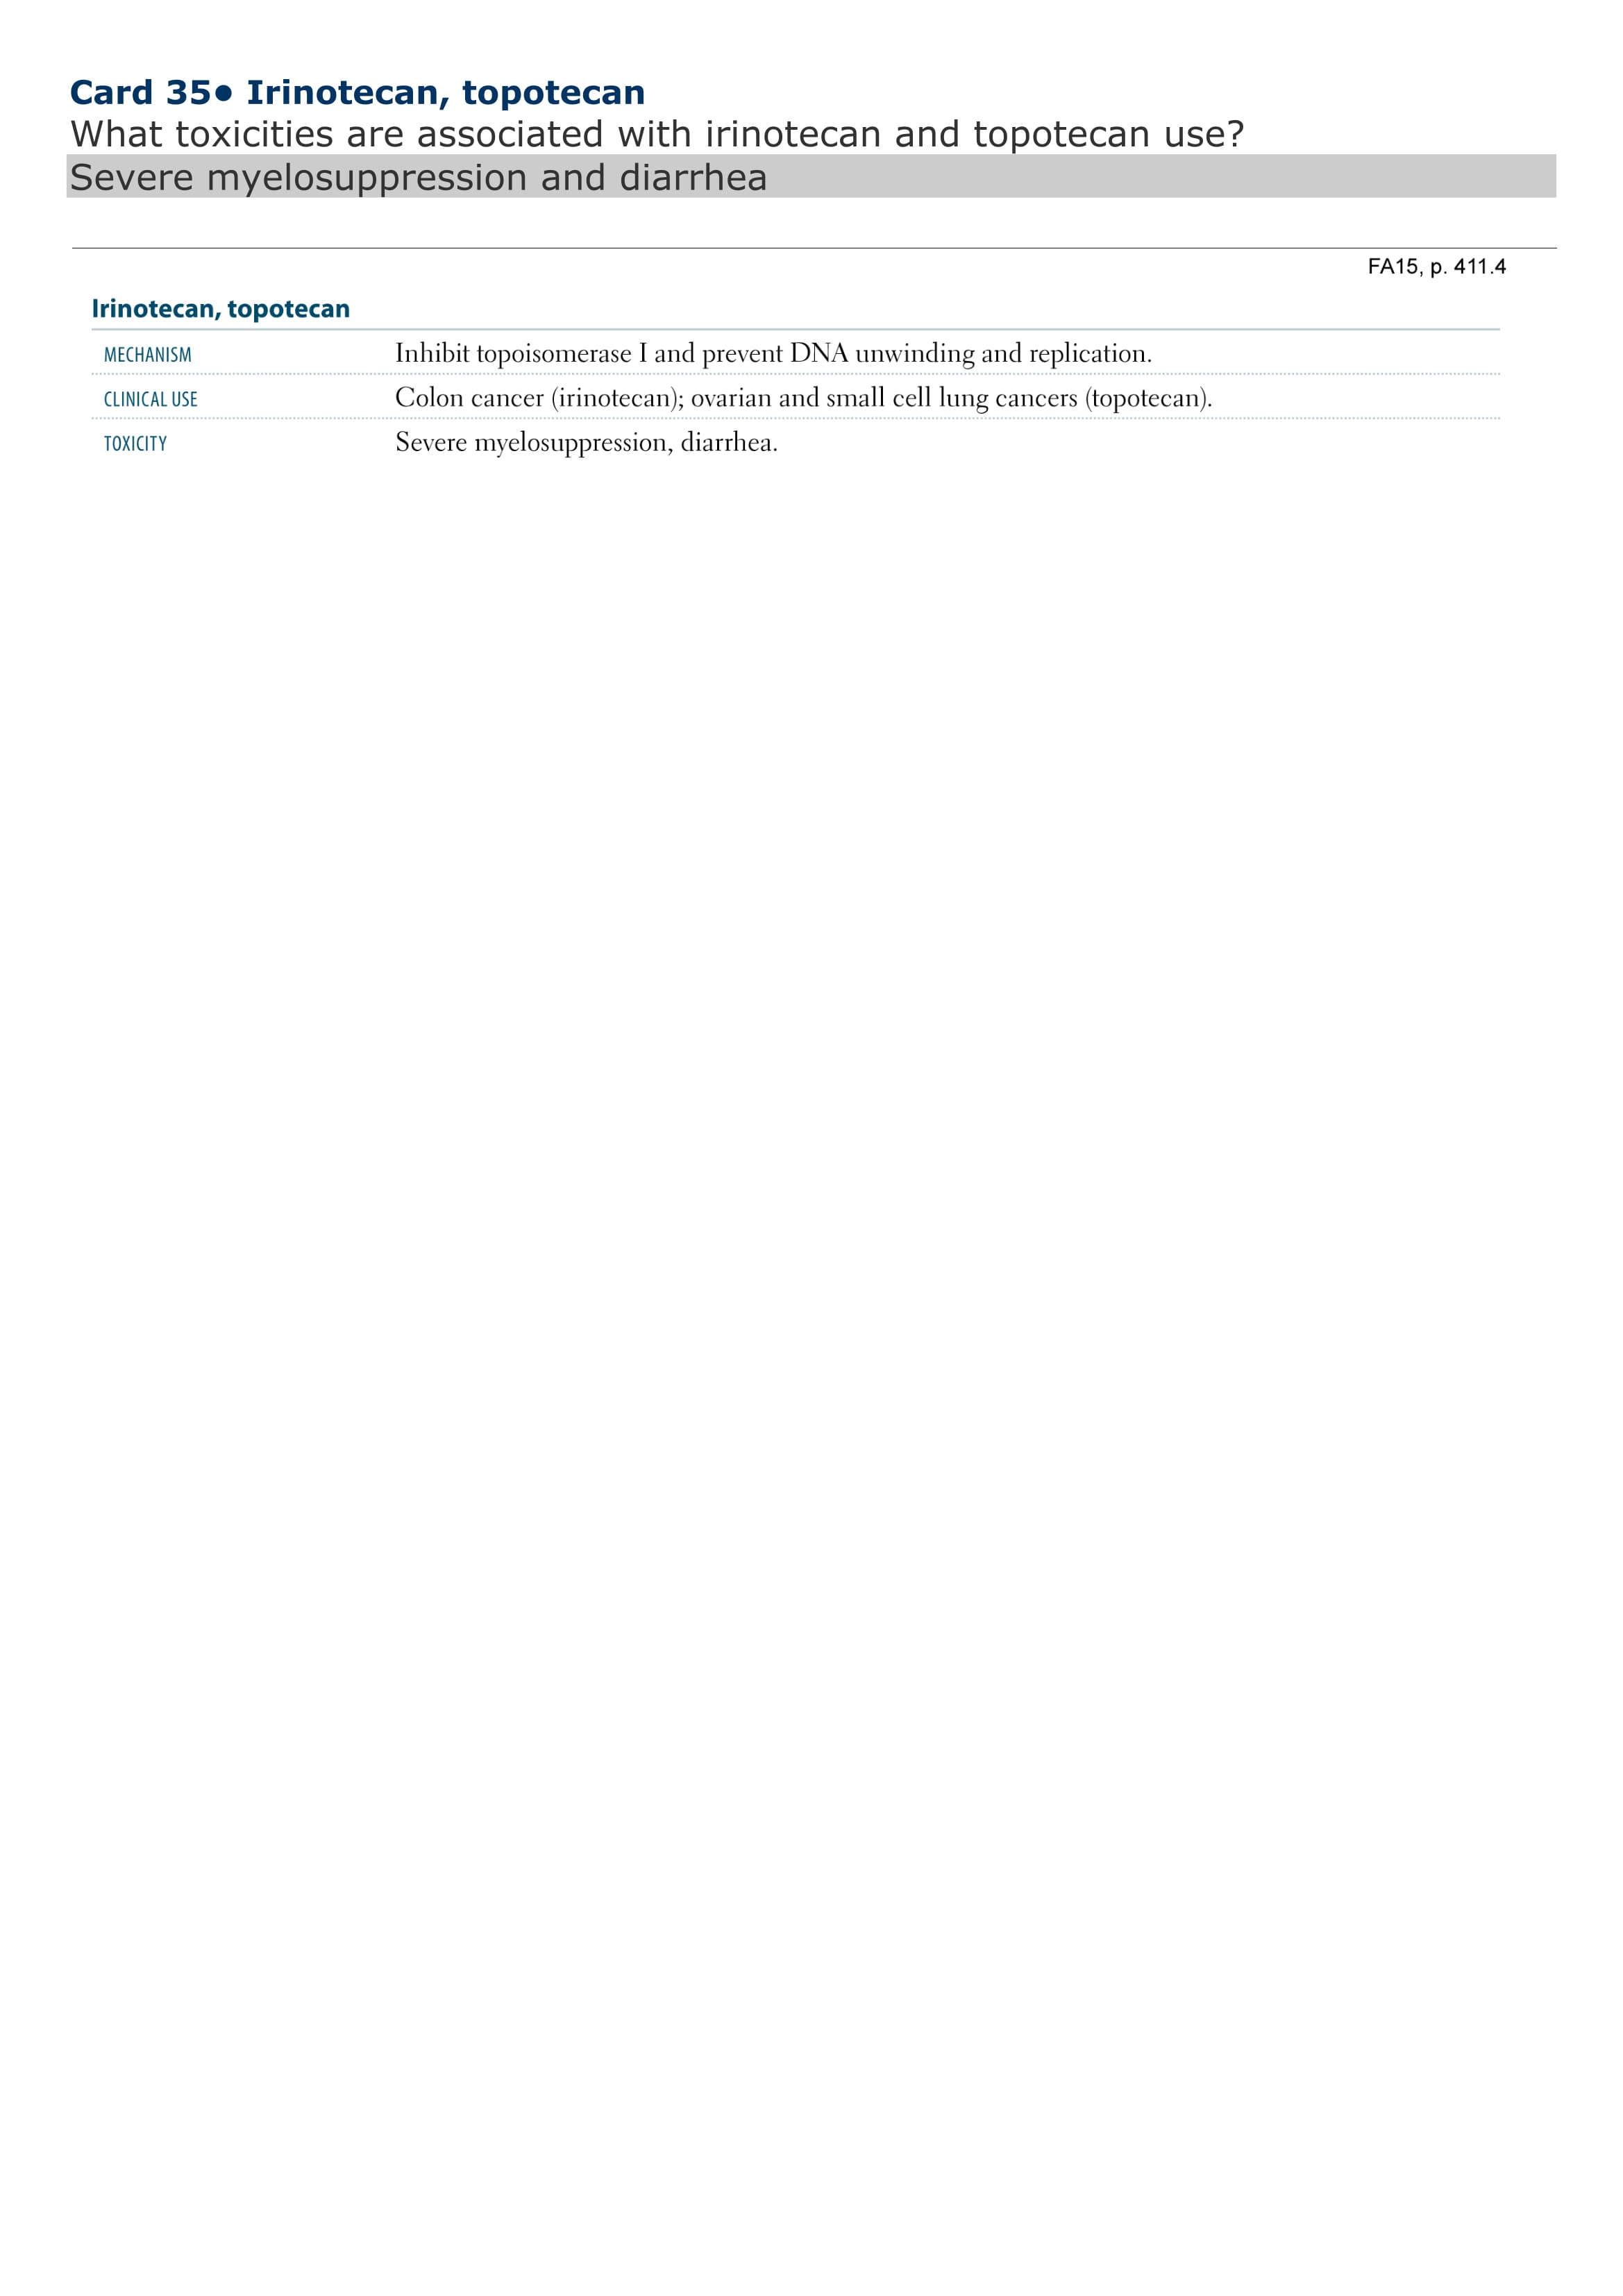 Card 35● Irinotecan, topotecan
What toxicities are associated with irinotecan and topotecan use?
Severe myelosuppression and diarrhea
FA15, p. 411.4
Irinotecan, topotecan
MECHANISM Inhibit topoisomerase I and prevent DNA unwinding and replication.
CLINICAL USE Colon cancer (irinotecan); ovarian and small cell lung cancers (topotecan).
TOXICITY Severe myelosuppression, diarrhea.